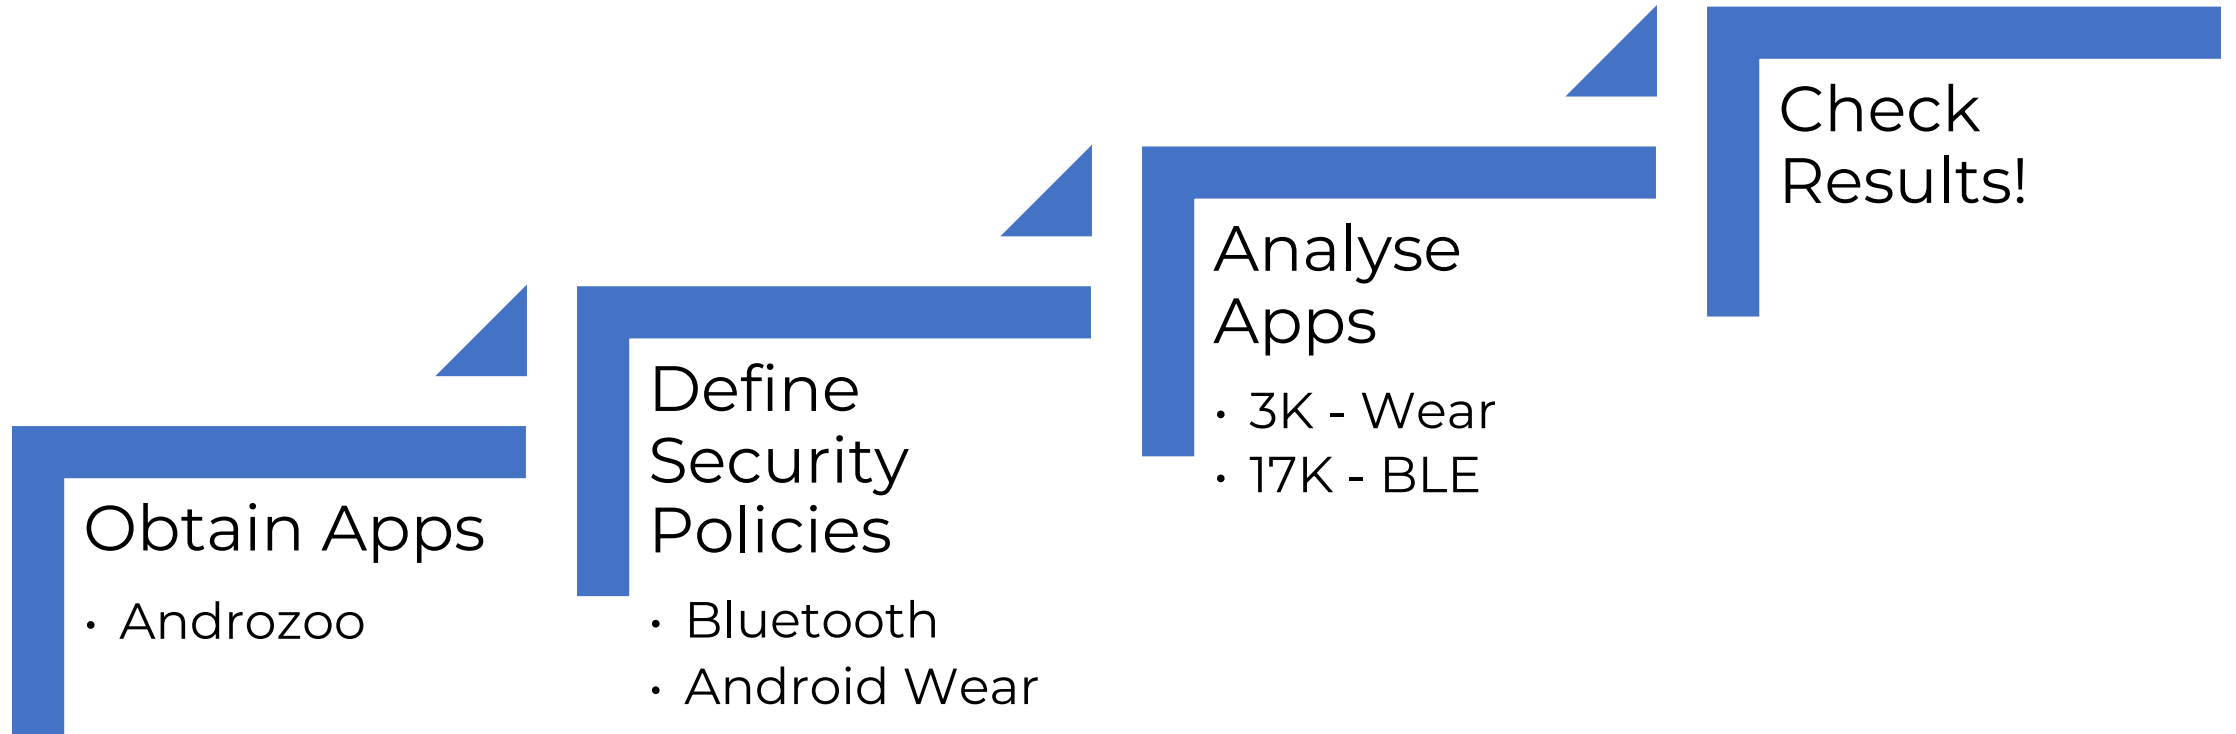 Obtain Apps
• Androzoo
Define
Security
Policies
• Bluetooth
• Android Wear
Analyse
Apps
• 3K - Wear
• 17K - BLE
Check
Results!